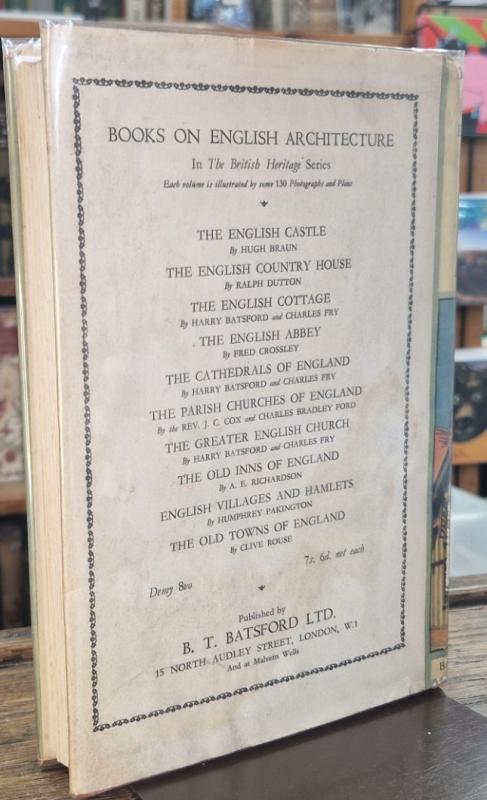 BOOKS ON ENGLISH ARCHITECTURE
In The British Heritage Series
Each volume is illustrated by some 130 Photographs and Plans
THE ENGLISH CASTLE
By HUGH BRAUN
THE ENGLISH COUNTRY HOUSE
By RALPH DUTTON
THE ENGLISH COTTAGE
By HARRY BATSFORD and CHARLES FRY
THE ENGLISH ABBEY
By FRED CROSSLEY
THE CATHEDRALS OF ENGLAND
By HARRY BATSFORD and CHARLES FRY
THE PARISH CHURCHES OF ENGLAND
By the REV. J. C. COX and CHARLES BRADLEY FORD
THE GREATER ENGLISH CHURCH
By HARRY BATSFORD and CHARLES FRY
THE OLD INNS OF ENGLAND
By A. E. RICHARDSON
ENGLISH VILLAGES AND HAMLETS
By HUMPHREY PAKINGTON
THE OLD TOWNS OF ENGLAND
By CLIVE ROUSE
Demy 8vo 7s. 6d. net each
Published by
B. T. BATSFORD LTD.
15 NORTH AUDLEY STREET, LONDON, W.1
And at Malvern Wells